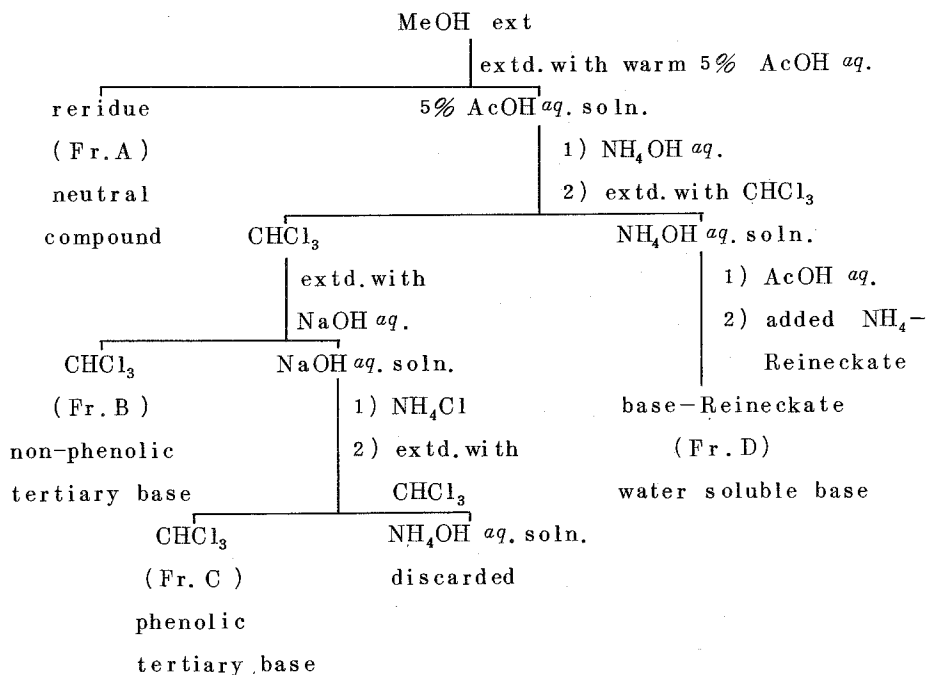 MeOH ext
extd.with warm 5% AcOH aq.
reridue
5% AcOH aq. soln.
(Fr.A)
1) NH₄OH aq.
neutral
2) extd.with CHCl₃
compound
CHCl₃
NH₄OH aq. soln.
extd.with
1) AcOH aq.
NaOH aq.
2) added NH₄-
Reineckate
CHCl₃
NaOH aq. soln.
(Fr.B)
1) NH₄Cl
base-Reineckate
non-phenolic
2) extd.with
(Fr.D)
tertiary base
CHCl₃
water soluble base
CHCl₃
NH₄OH aq. soln.
(Fr.C)
discarded
phenolic
tertiary base